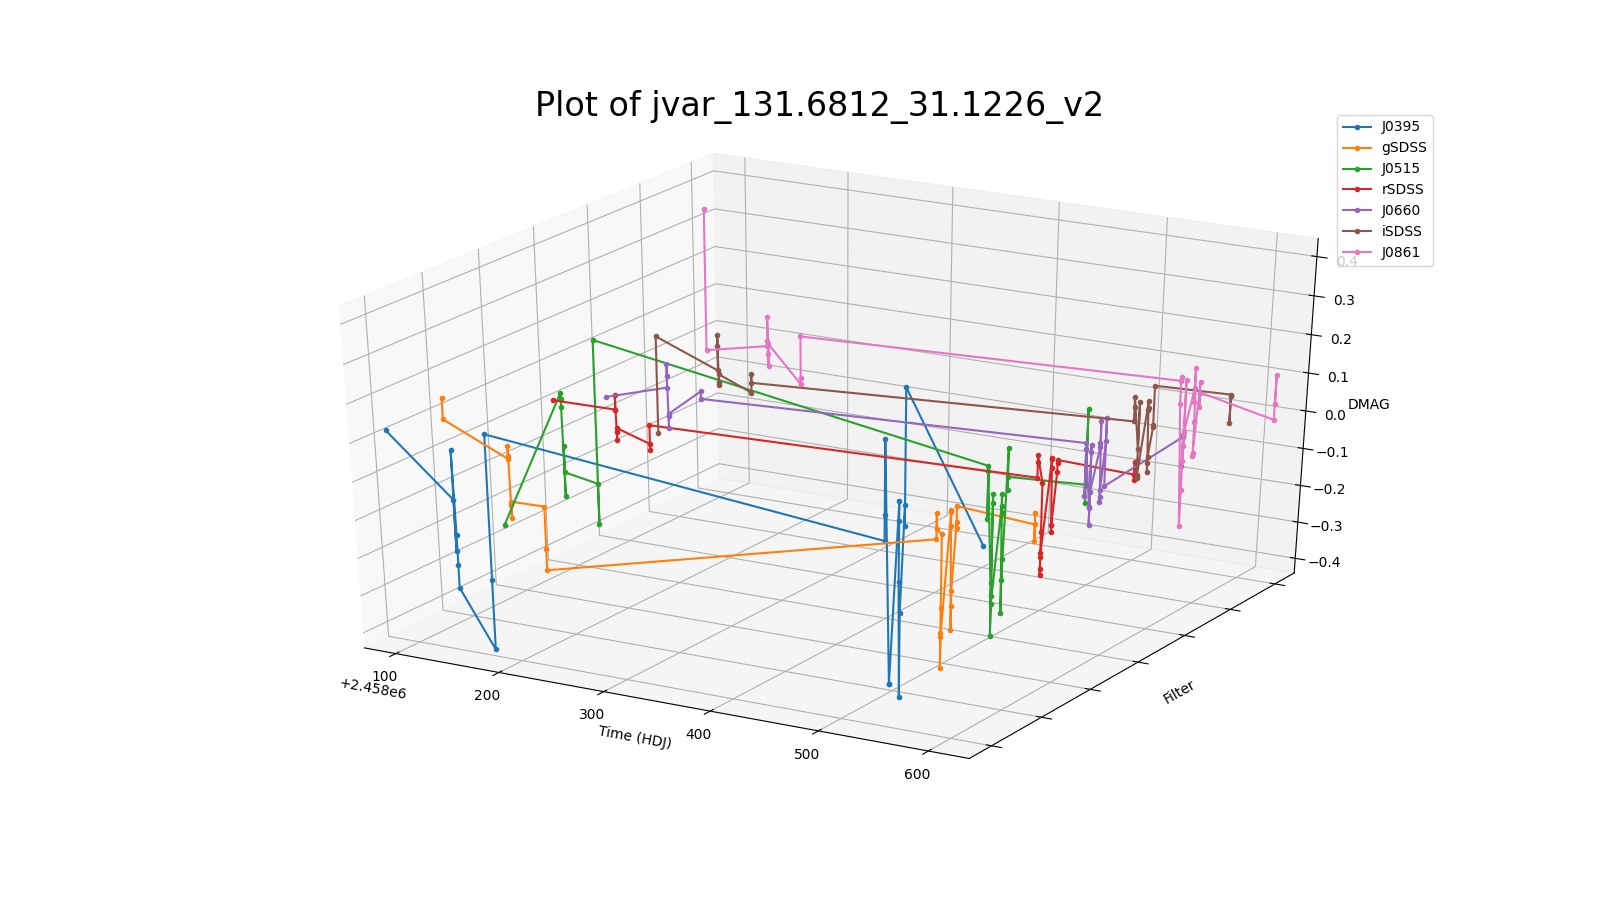 Plot of jvar_131.6812_31.1226_v2
J0395
gSDSS
J0515
rSDSS
J0660
iSDSS
J0861
0.4
0.3
0.2
0.1
0.0
DMAG
−0.1
−0.2
−0.3
−0.4
Filter
100
+2.458e6
200
300
Time (HDJ)
400
500
600